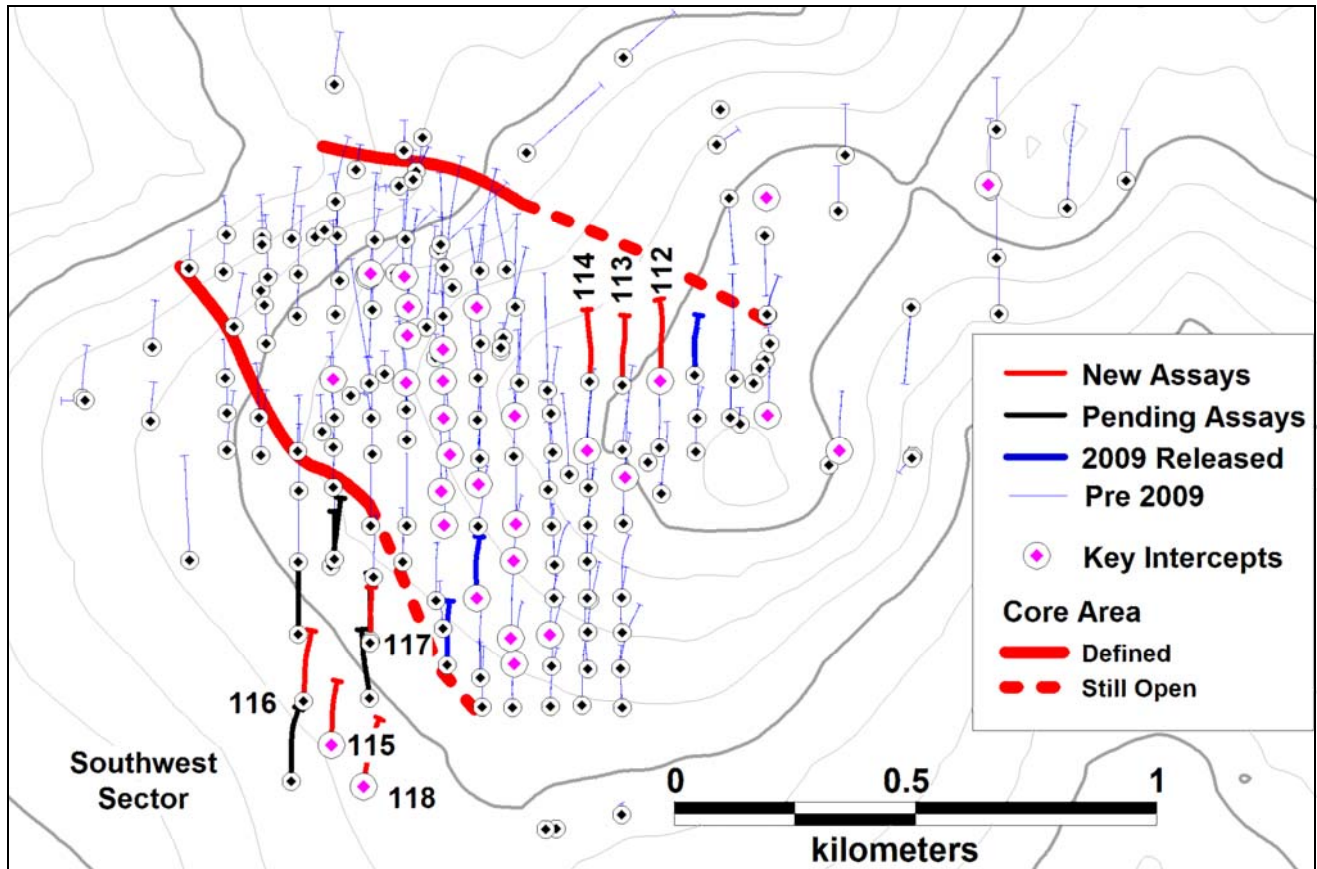 114
113
112
New Assays
Pending Assays
2009 Released
Pre 2009
Key Intercepts
Core Area
Defined
Still Open
117
116
115
118
Southwest
Sector
0 0.5 1
kilometers